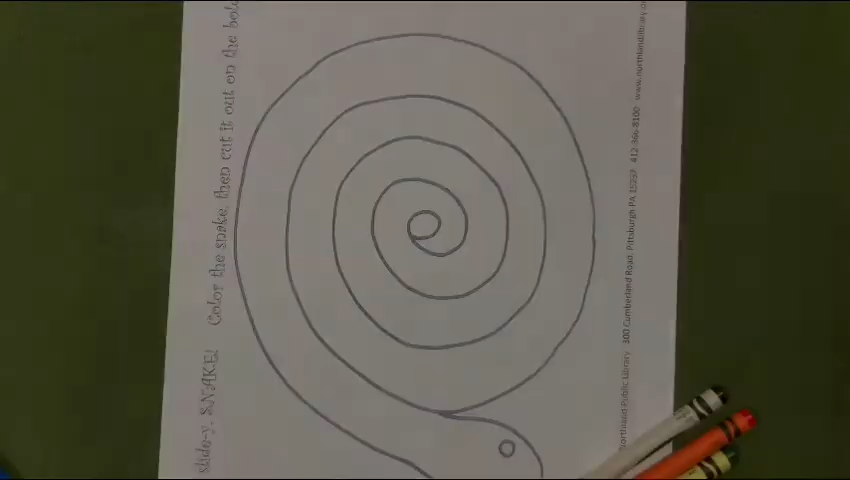 slide-y, SNAKE! Color the snake, then cut it out on the bold
Northland Public Library 300 Cumberland Road, Pittsburgh PA 15237 412-366-8100 www.northlandlibrary.or